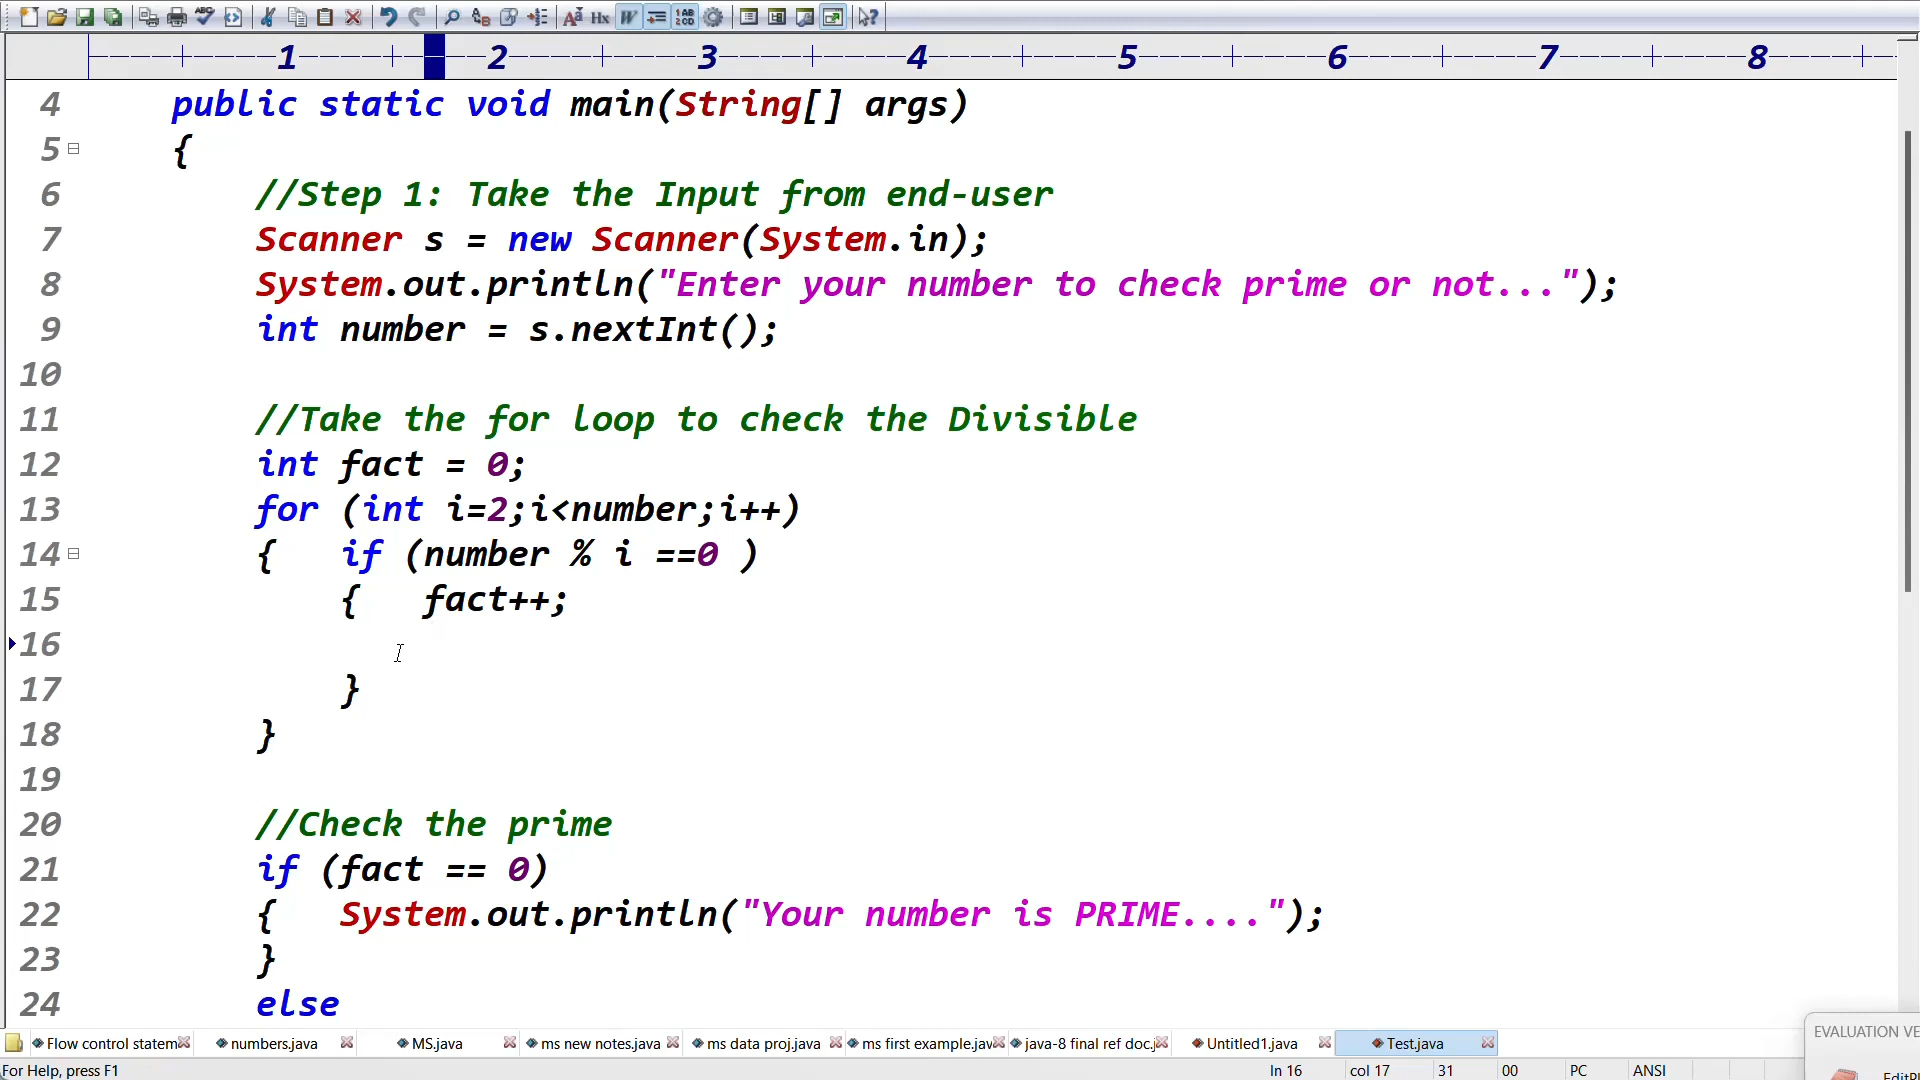 1 2 3 4 5 6 7 8
4 public static void main(String[] args)
5 {
6 //Step 1: Take the Input from end-user
7 Scanner s = new Scanner(System.in);
8 System.out.println("Enter your number to check prime or not...");
9 int number = s.nextInt();
10
11 //Take the for loop to check the Divisible
12 int fact = 0;
13 for (int i=2;i<number;i++)
14 { if (number % i ==0 )
15 { fact++;
16
17 }
18 }
19
20 //Check the prime
21 if (fact == 0)
22 { System.out.println("Your number is PRIME....");
23 }
24 else
Flow control statem numbers.java MS.java ms new notes.java ms data proj.java ms first example.jav java-8 final ref doc.j Untitled1.java Test.java
EVALUATION VE
For Help, press F1 ln 16 col 17 31 00 PC ANSI
EditPl